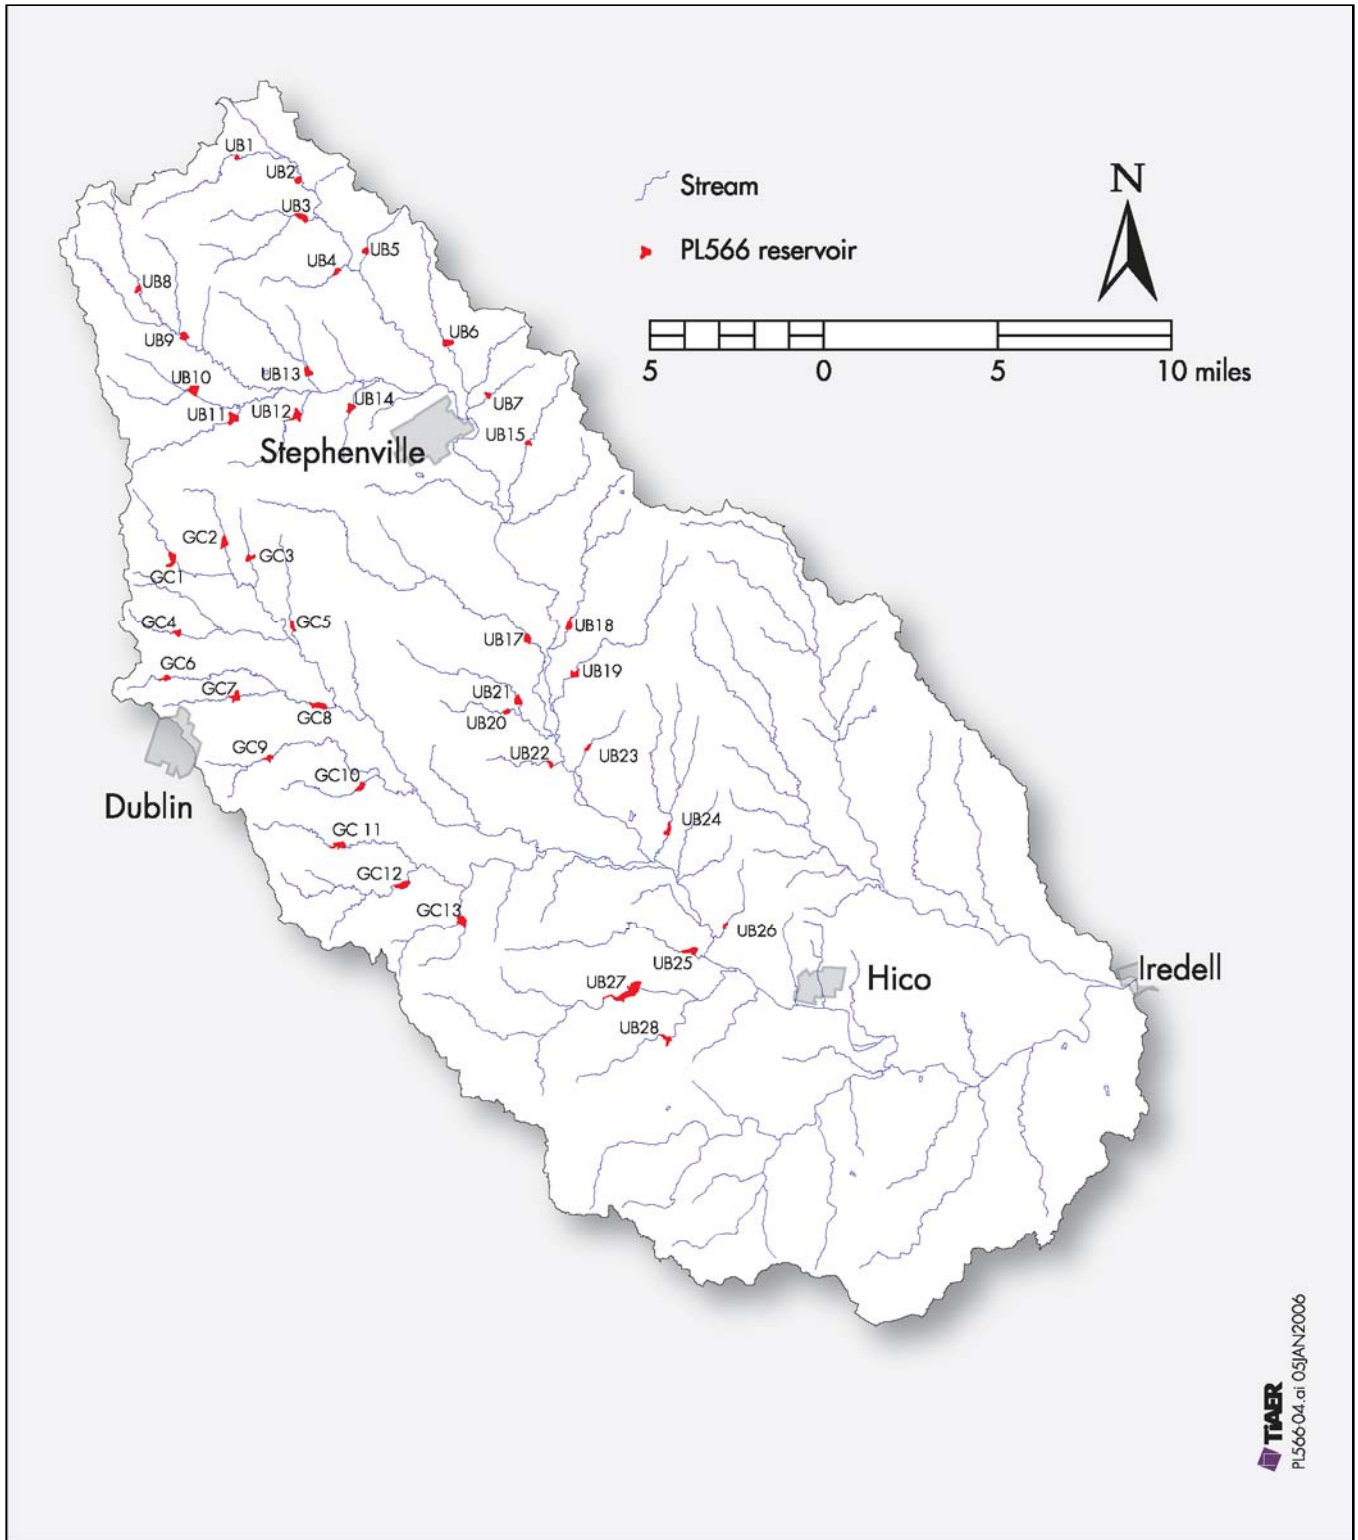 UB1
UB2
UB3
UB5
UB4
UB8
UB6
UB9
UB13
UB10
UB14
UB7
UB11
UB12
UB15
Stephenville
Stream
PL566 reservoir
N
5 0 5 10 miles
GC2
GC3
GC1
GC4
GC5
UB17
UB18
GC6
UB19
GC7
UB21
GC8
UB20
GC9
UB22
UB23
GC10
Dublin
UB24
GC 11
GC12
GC13
UB26
UB25
UB27
Hico
Iredell
UB28
TIAER
PL566-04.ai 05JAN2006